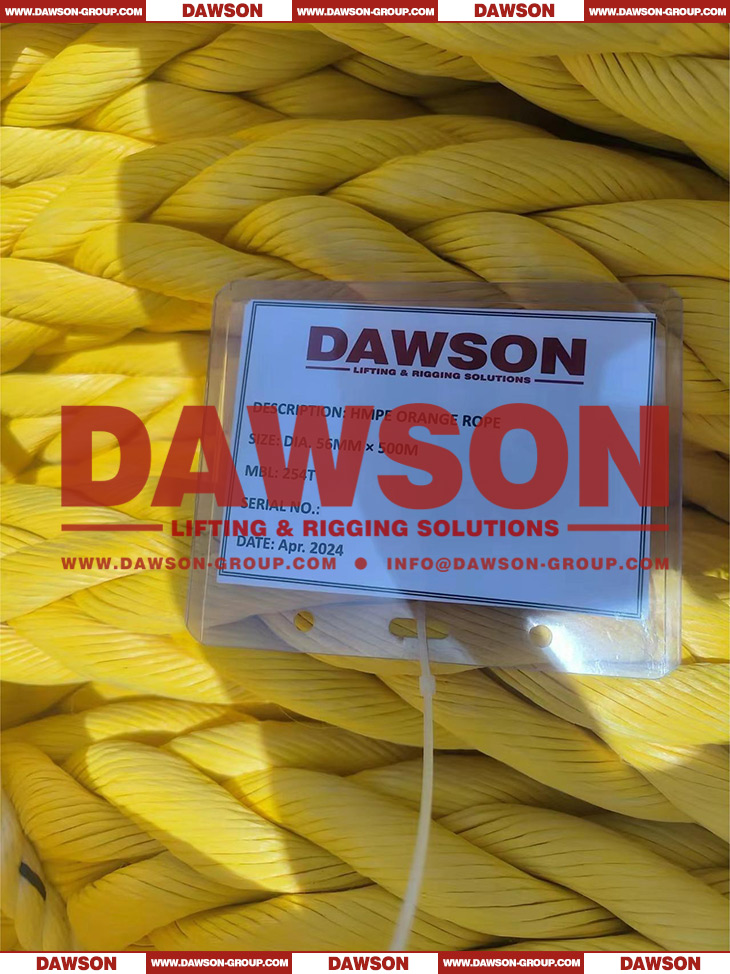 WWW.DAWSON-GROUP.COM DAWSON WWW.DAWSON-GROUP.COM DAWSON WWW.DAWSON-GROUP.COM
DAWSON
LIFTING & RIGGING SOLUTIONS
DESCRIPTION: HMPE ORANGE ROPE
SIZE: DIA. 56MM × 500M
MBL: 254T
SERIAL NO.:
DATE: Apr. 2024
DAWSON
LIFTING & RIGGING SOLUTIONS
WWW.DAWSON-GROUP.COM ● INFO@DAWSON-GROUP.COM
DAWSON WWW.DAWSON-GROUP.COM DAWSON WWW.DAWSON-GROUP.COM DAWSON